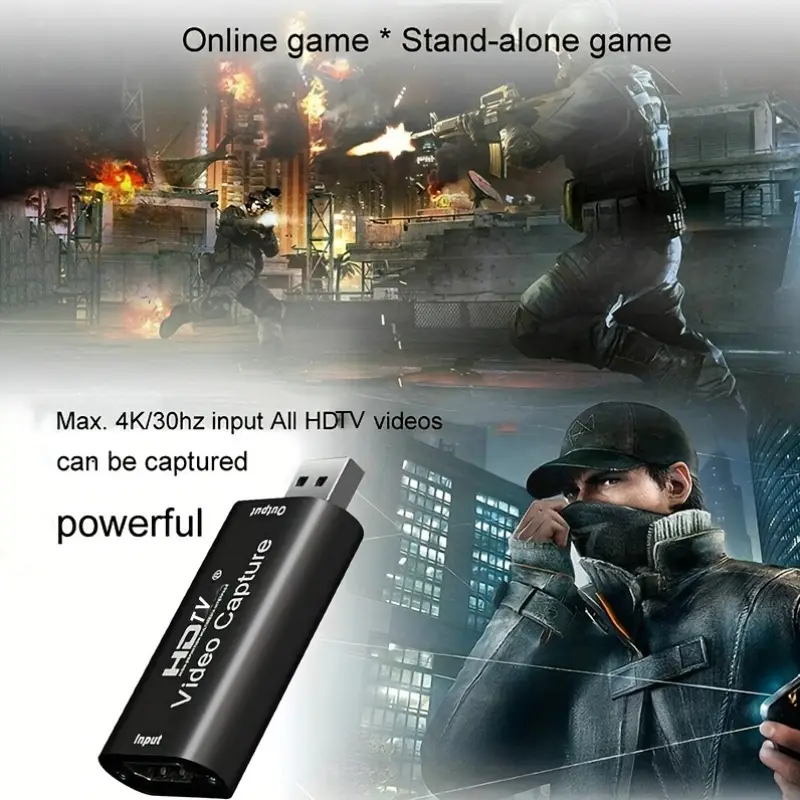 Online game * Stand-alone game
Max. 4K/30hz input All HDTV videos
can be captured
powerful
Output
HDTV ®
Video Capture
Input